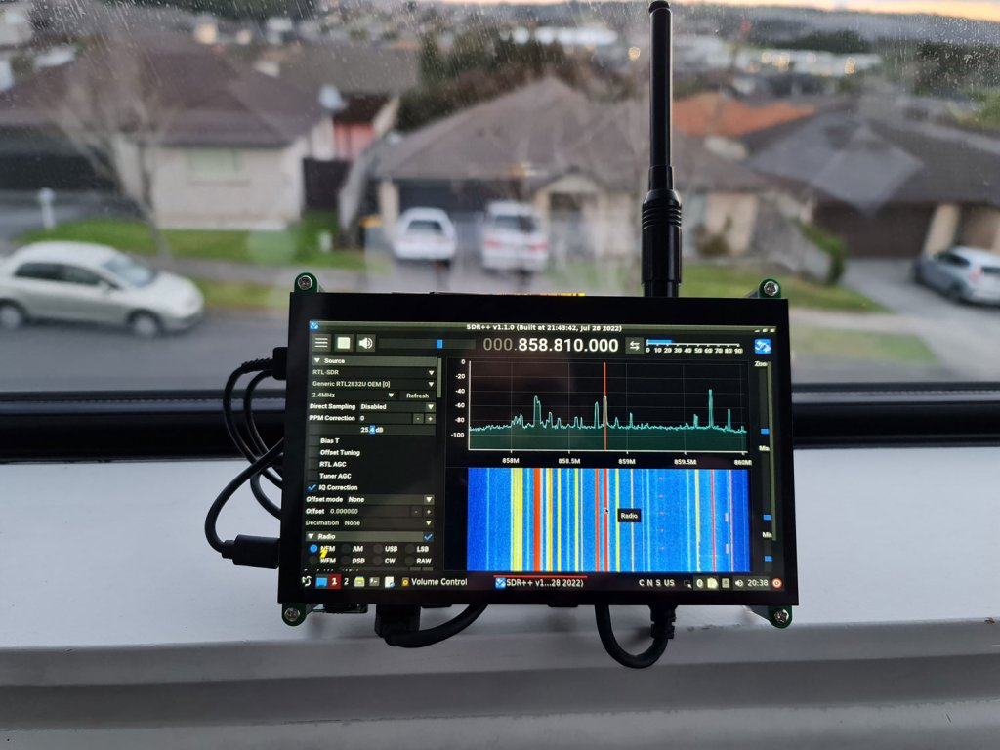 SDR++ v1.1.0 (Built at 21:43:42, Jul 28 2022)
000.858.810.000
0 10 20 30 40 50 60 70 80 90
Source
RTL-SDR
Generic RTL2832U OEM [0]
2.4MHz Refresh
Direct Sampling Disabled
PPM Correction 0 - +
25.4 dB
Bias T
Offset Tuning
RTL AGC
Tuner AGC
IQ Correction
Offset mode None
Offset 0.000000 - +
Decimation None
Radio
NFM AM USB LSB
WFM DSB CW RAW
0
-20
-40
-60
-80
-100
858M 858.5M 859M 859.5M 860M
Radio
Zoo
Ma
Mi
1 2 Volume Control SDR++ v1...28 2022) C N S US 20:38